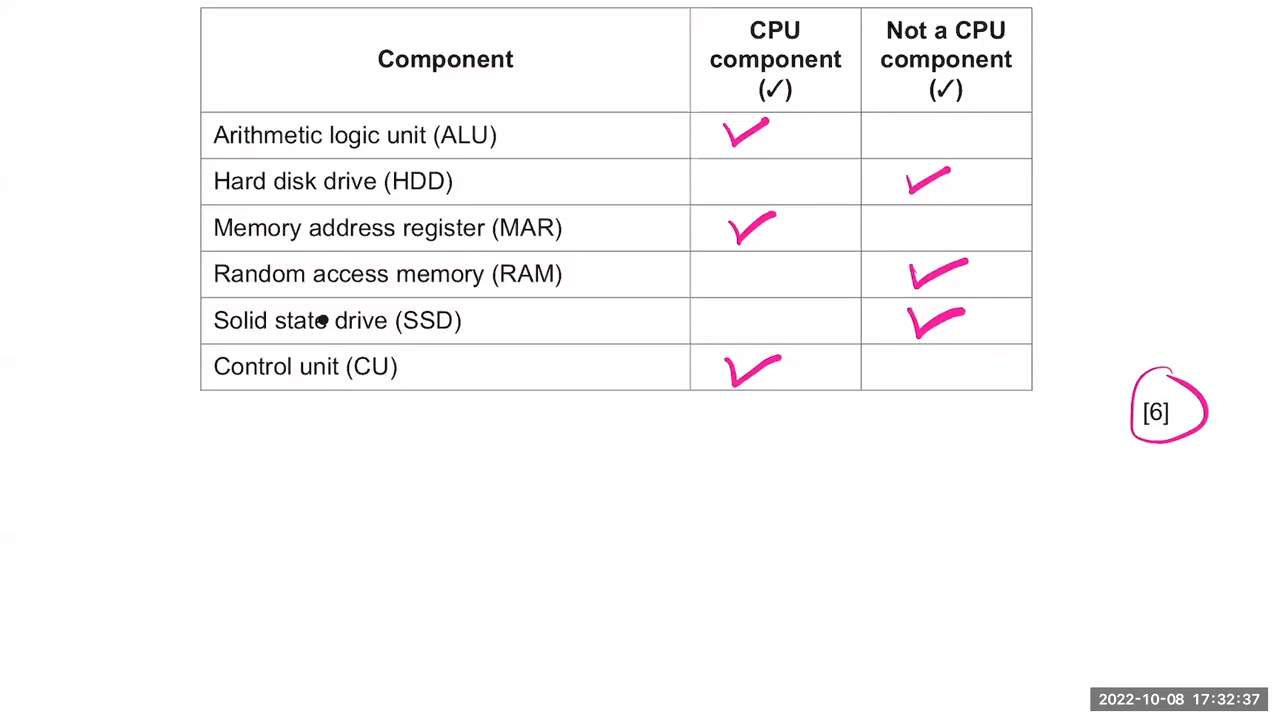 Component
CPU
component
(✓)
Not a CPU
component
(✓)
Arithmetic logic unit (ALU) ✓
Hard disk drive (HDD) ✓
Memory address register (MAR) ✓
Random access memory (RAM) ✓
Solid state drive (SSD) ✓
Control unit (CU) ✓
[6]
2022-10-08 17:32:37